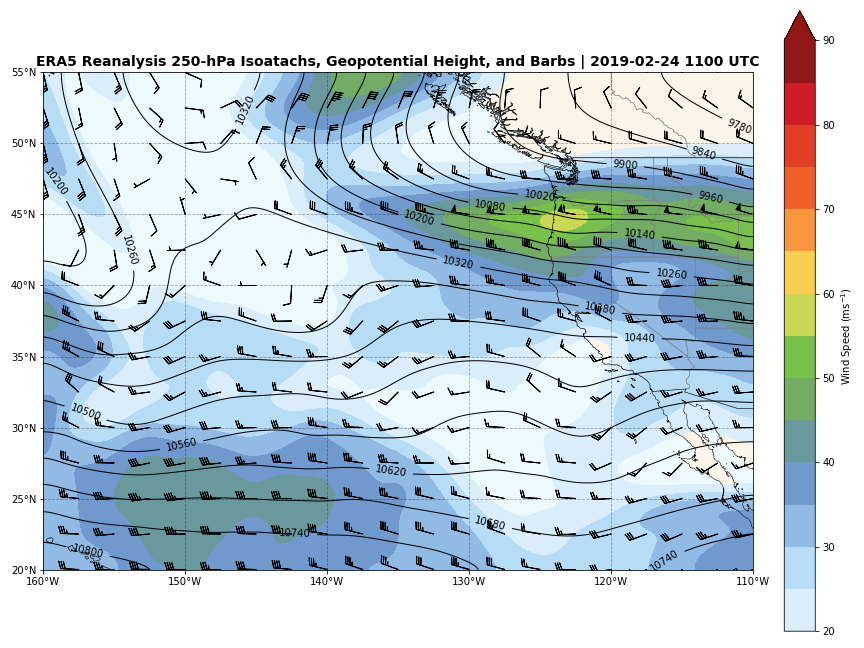 ERA5 Reanalysis 250-hPa Isoatachs, Geopotential Height, and Barbs | 2019-02-24 1100 UTC
90
80
70
60
50
40
30
20
Wind Speed (ms⁻¹)
55°N
50°N
45°N
40°N
35°N
30°N
25°N
20°N
160°W
150°W
140°W
130°W
120°W
110°W
10320
9780
9840
9900
10200
9960
10020
10080
10200
10140
10260
10320
10260
10380
10440
10500
10560
10620
10680
10740
10800
10740